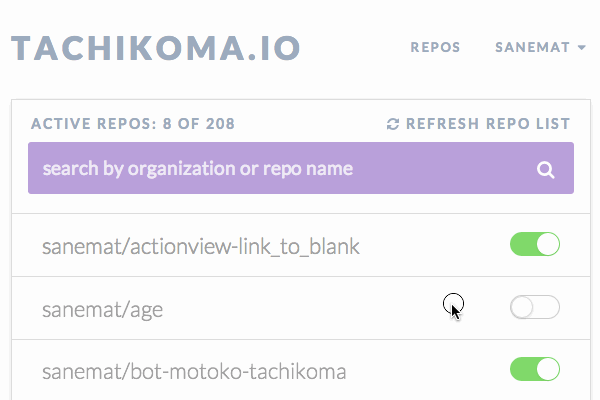 TACHIKOMA.IO
REPOS SANEMAT
ACTIVE REPOS: 8 OF 208 REFRESH REPO LIST
search by organization or repo name
sanemat/actionview-link_to_blank
sanemat/age
sanemat/bot-motoko-tachikoma